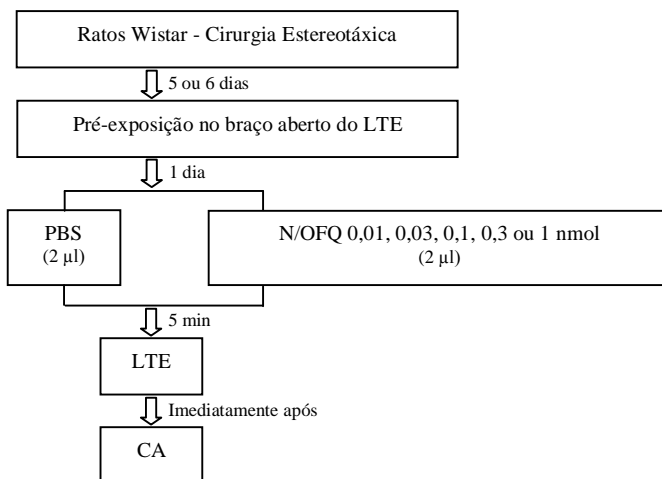 Ratos Wistar - Cirurgia Estereotáxica
5 ou 6 dias
Pré-exposição no braço aberto do LTE
1 dia
PBS
(2 µl)
N/OFQ 0,01, 0,03, 0,1, 0,3 ou 1 nmol
(2 µl)
5 min
LTE
Imediatamente após
CA